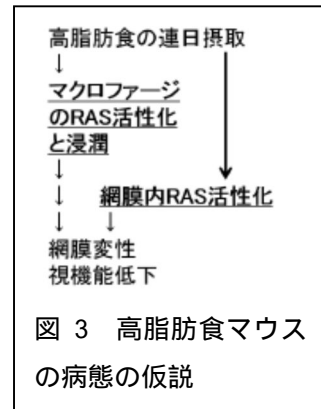 高脂肪食の連日摂取
↓
マクロファージ
のRAS活性化
と浸潤
↓
↓ 網膜内RAS活性化
↓ ↓
網膜変性
視機能低下
図 3 高脂肪食マウス
の病態の仮説